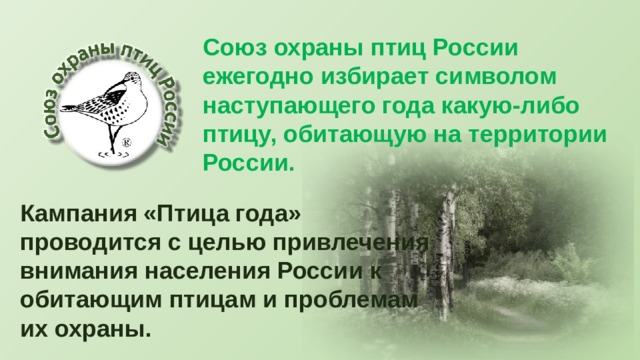 Союз охраны птиц России
®
Союз охраны птиц России
ежегодно избирает символом
наступающего года какую-либо
птицу, обитающую на территории
России.
Кампания «Птица года»
проводится с целью привлечения
внимания населения России к
обитающим птицам и проблемам
их охраны.